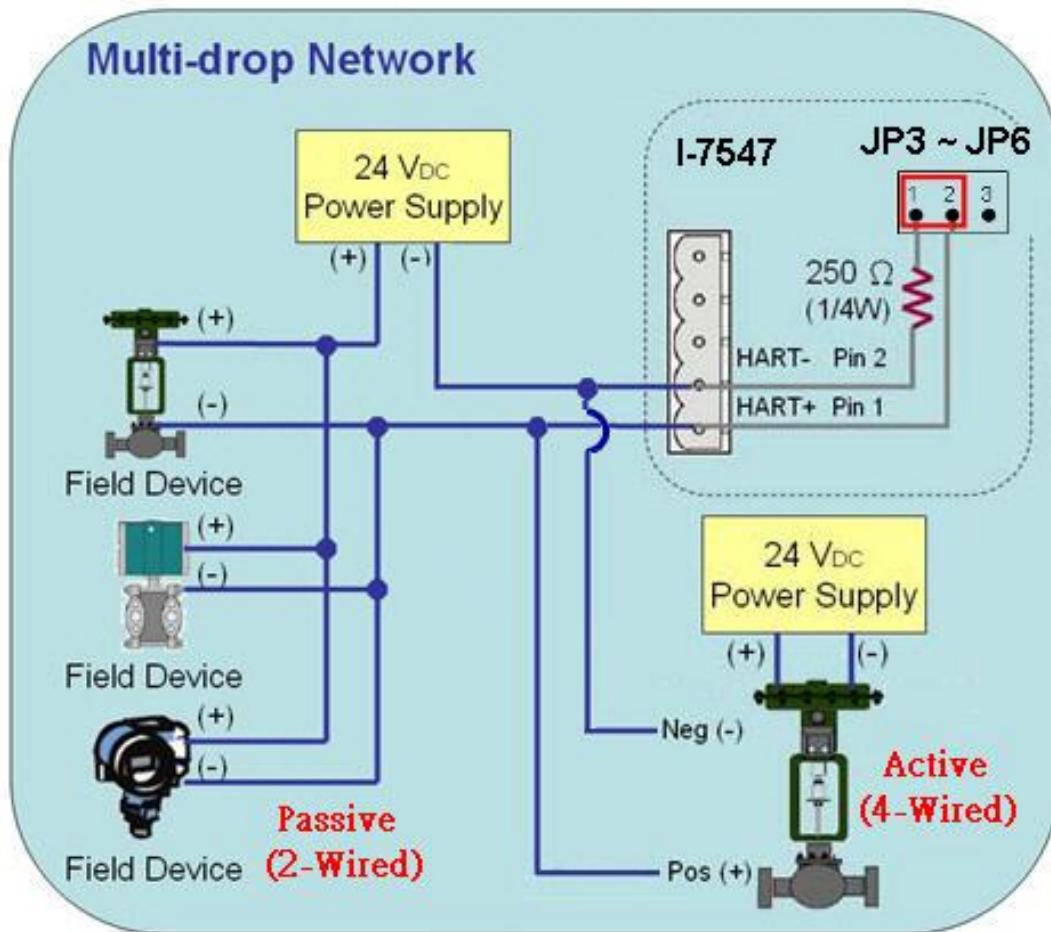 Multi-drop Network
24 VDC
Power Supply
(+)
(-)
I-7547
JP3 ~ JP6
1 2 3
250 Ω
(1/4W)
HART- Pin 2
HART+ Pin 1
(+)
(-)
Field Device
(+)
(-)
Field Device
(+)
(-)
Field Device
Passive
(2-Wired)
24 VDC
Power Supply
(+)
(-)
Neg (-)
Active
(4-Wired)
Pos (+)